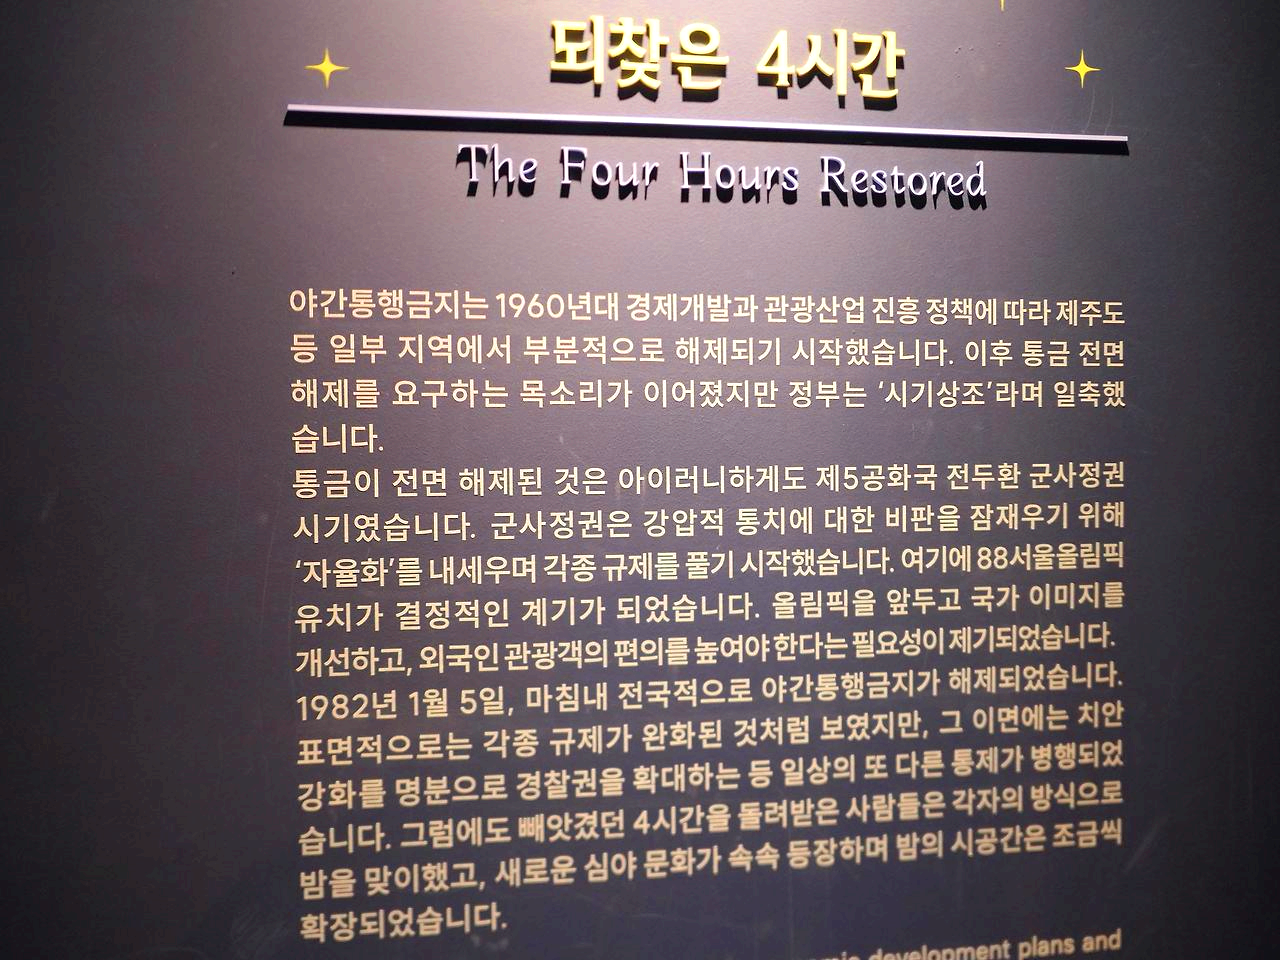 되찾은 4시간
The Four Hours Restored
야간통행금지는 1960년대 경제개발과 관광산업 진흥 정책에 따라 제주도
등 일부 지역에서 부분적으로 해제되기 시작했습니다. 이후 통금 전면
해제를 요구하는 목소리가 이어졌지만 정부는 ‘시기상조’라며 일축했
습니다.
통금이 전면 해제된 것은 아이러니하게도 제5공화국 전두환 군사정권
시기였습니다. 군사정권은 강압적 통치에 대한 비판을 잠재우기 위해
‘자율화’를 내세우며 각종 규제를 풀기 시작했습니다. 여기에 88서울올림픽
유치가 결정적인 계기가 되었습니다. 올림픽을 앞두고 국가 이미지를
개선하고, 외국인 관광객의 편의를 높여야 한다는 필요성이 제기되었습니다.
1982년 1월 5일, 마침내 전국적으로 야간통행금지가 해제되었습니다.
표면적으로는 각종 규제가 완화된 것처럼 보였지만, 그 이면에는 치안
강화를 명분으로 경찰권을 확대하는 등 일상의 또 다른 통제가 병행되었
습니다. 그럼에도 빼앗겼던 4시간을 돌려받은 사람들은 각자의 방식으로
밤을 맞이했고, 새로운 심야 문화가 속속 등장하며 밤의 시공간은 조금씩
확장되었습니다.
development plans and